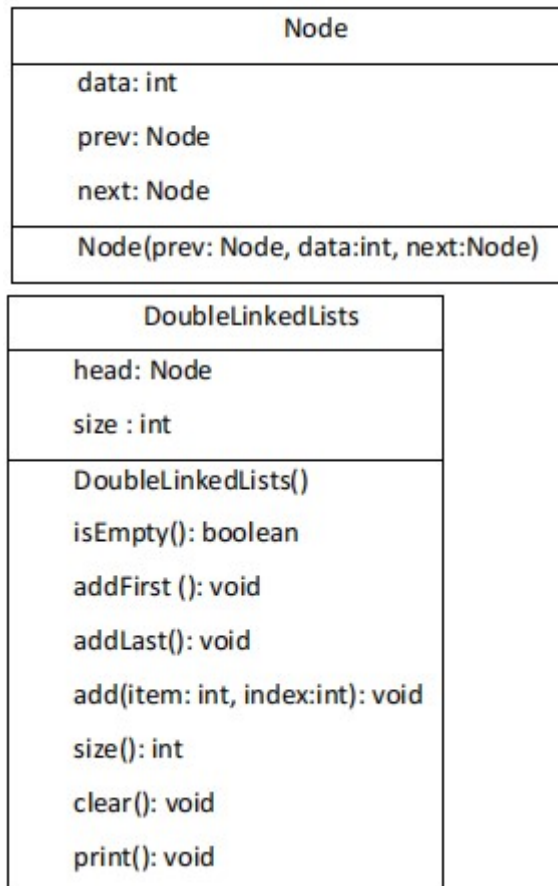 Node
data: int
prev: Node
next: Node
Node(prev: Node, data:int, next:Node)
DoubleLinkedLists
head: Node
size : int
DoubleLinkedLists()
isEmpty(): boolean
addFirst (): void
addLast(): void
add(item: int, index:int): void
size(): int
clear(): void
print(): void